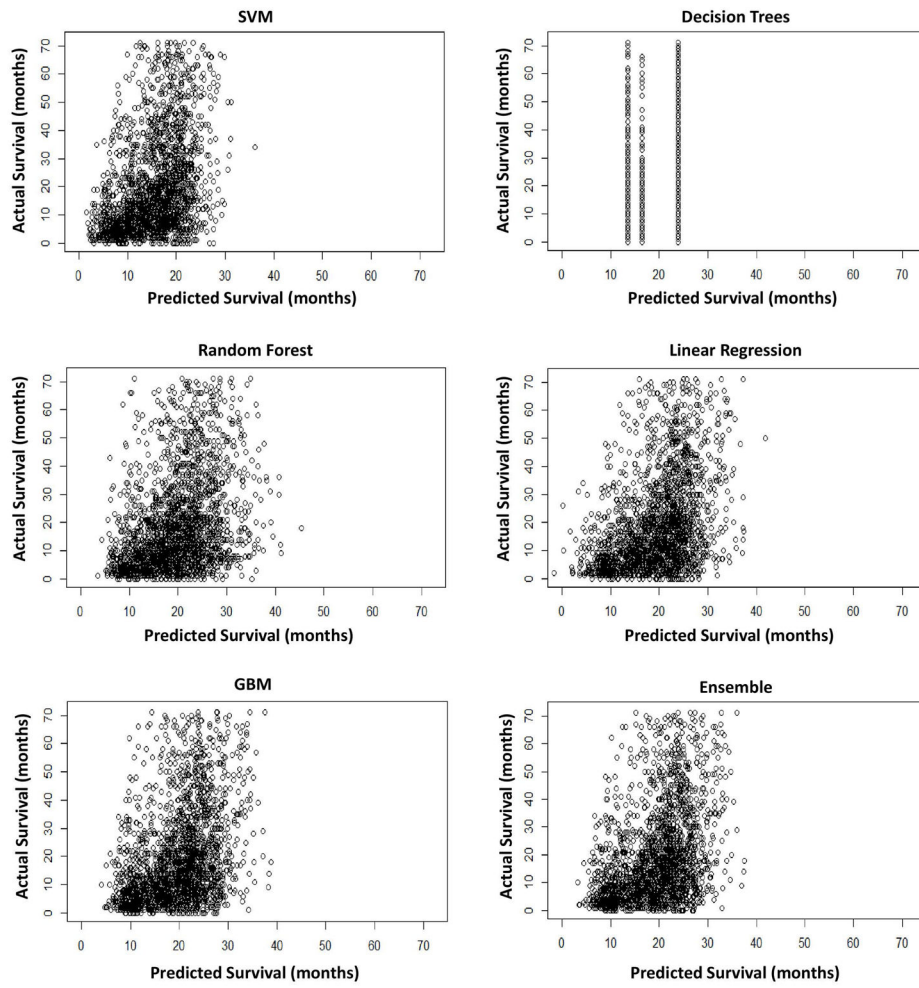 SVM
Actual Survival (months)
70
60
50
40
30
20
10
0
0 10 20 30 40 50 60 70
Predicted Survival (months)
Decision Trees
Actual Survival (months)
70
60
50
40
30
20
10
0
0 10 20 30 40 50 60 70
Predicted Survival (months)
Random Forest
Actual Survival (months)
70
60
50
40
30
20
10
0
0 10 20 30 40 50 60 70
Predicted Survival (months)
Linear Regression
Actual Survival (months)
70
60
50
40
30
20
10
0
0 10 20 30 40 50 60 70
Predicted Survival (months)
GBM
Actual Survival (months)
70
60
50
40
30
20
10
0
0 10 20 30 40 50 60 70
Predicted Survival (months)
Ensemble
Actual Survival (months)
70
60
50
40
30
20
10
0
0 10 20 30 40 50 60 70
Predicted Survival (months)